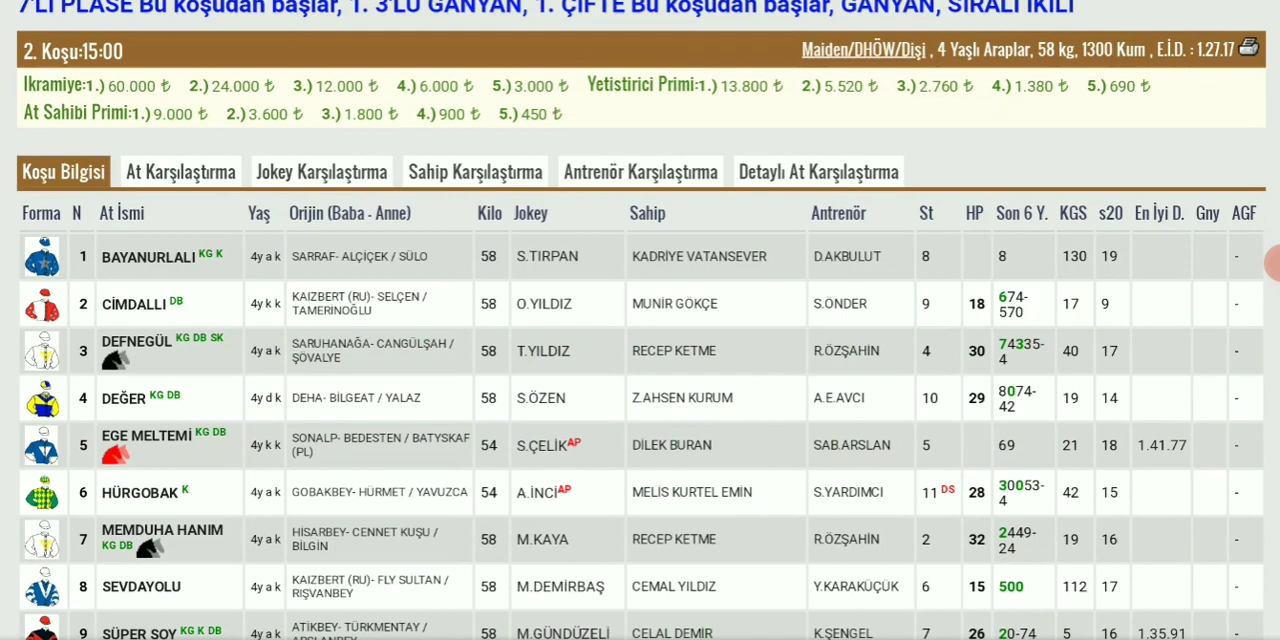 7'Lİ PLASE Bu koşudan başlar, 1. 3'LÜ GANYAN, 1. ÇİFTE Bu koşudan başlar, GANYAN, SIRALI İKİLİ
2. Koşu:15:00 Maiden/DHÖW/Dişi , 4 Yaşlı Araplar, 58 kg, 1300 Kum , E.İ.D. : 1.27.17
Ikramiye:1.) 60.000 ₺ 2.) 24.000 ₺ 3.) 12.000 ₺ 4.) 6.000 ₺ 5.) 3.000 ₺ Yetistirici Primi:1.) 13.800 ₺ 2.) 5.520 ₺ 3.) 2.760 ₺ 4.) 1.380 ₺ 5.) 690 ₺
At Sahibi Primi:1.) 9.000 ₺ 2.) 3.600 ₺ 3.) 1.800 ₺ 4.) 900 ₺ 5.) 450 ₺
Koşu Bilgisi At Karşılaştırma Jokey Karşılaştırma Sahip Karşılaştırma Antrenör Karşılaştırma Detaylı At Karşılaştırma
Forma N At İsmi Yaş Orijin (Baba - Anne) Kilo Jokey Sahip Antrenör St HP Son 6 Y. KGS s20 En İyi D. Gny AGF
1 BAYANURLALI KG K 4y a k SARRAF- ALÇİÇEK / SÜLO 58 S.TIRPAN KADRİYE VATANSEVER D.AKBULUT 8 8 130 19 -
2 CİMDALLI DB 4y k k KAIZBERT (RU)- SELÇEN / TAMERİNOĞLU 58 O.YILDIZ MUNİR GÖKÇE S.ÖNDER 9 18 674-570 17 9 -
3 DEFNEGÜL KG DB SK 4y a k SARUHANAĞA- CANGÜLŞAH / ŞÖVALYE 58 T.YILDIZ RECEP KETME R.ÖZŞAHİN 4 30 74335-4 40 17 -
4 DEĞER KG DB 4y d k DEHA- BİLGEAT / YALAZ 58 S.ÖZEN Z.AHSEN KURUM A.E.AVCI 10 29 8074-42 19 14 -
5 EGE MELTEMİ KG DB 4y k k SONALP- BEDESTEN / BATYSKAF (PL) 54 S.ÇELİK AP DİLEK BURAN SAB.ARSLAN 5 69 21 18 1.41.77 -
6 HÜRGOBAK K 4y a k GOBAKBEY- HÜRMET / YAVUZCA 54 A.İNCİ AP MELIS KURTEL EMİN S.YARDIMCI 11 DS 28 30053-4 42 15 -
7 MEMDUHA HANIM KG DB 4y a k HİSARBEY- CENNET KUŞU / BİLGİN 58 M.KAYA RECEP KETME R.ÖZŞAHİN 2 32 2449-24 19 16 -
8 SEVDAYOLU 4y a k KAIZBERT (RU)- FLY SULTAN / RIŞVANBEY 58 M.DEMİRBAŞ CEMAL YILDIZ Y.KARAKÜÇÜK 6 15 500 112 17 -
9 SÜPER SOY KG K DB 4y a k ATİKBEY- TÜRKMENTAY / ARSLANBEY 58 M.GÜNDÜZELİ CELAL DEMİR K.ŞENGEL 7 26 20-74 5 16 1.35.91 -